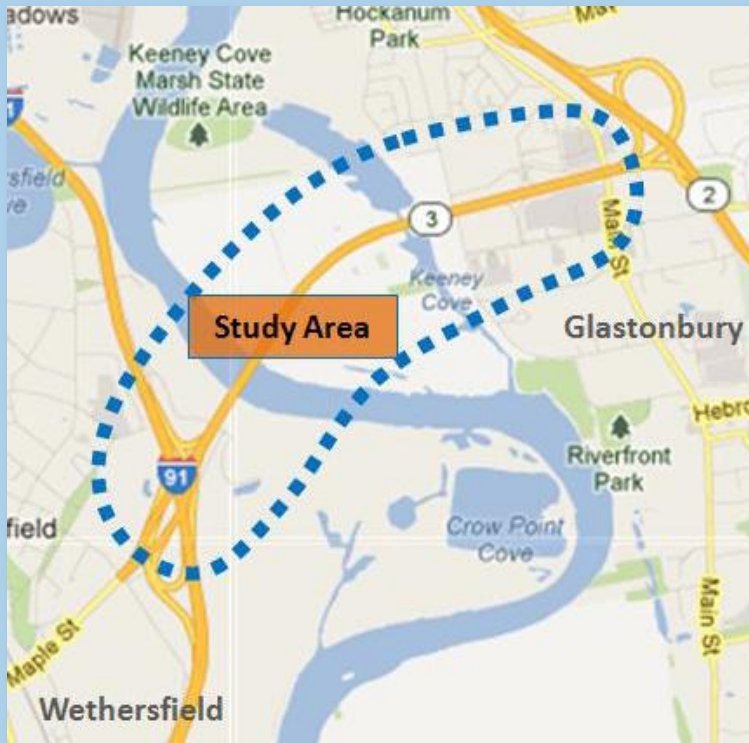 adows
Hockanum
Park
Keeney Cove
Marsh State
Wildlife Area
3
2
Main St
Keeney
Cove
Study Area
Glastonbury
Hebro
Riverfront
Park
91
Crow Point
Cove
field
Main St
Maple St
Wethersfield